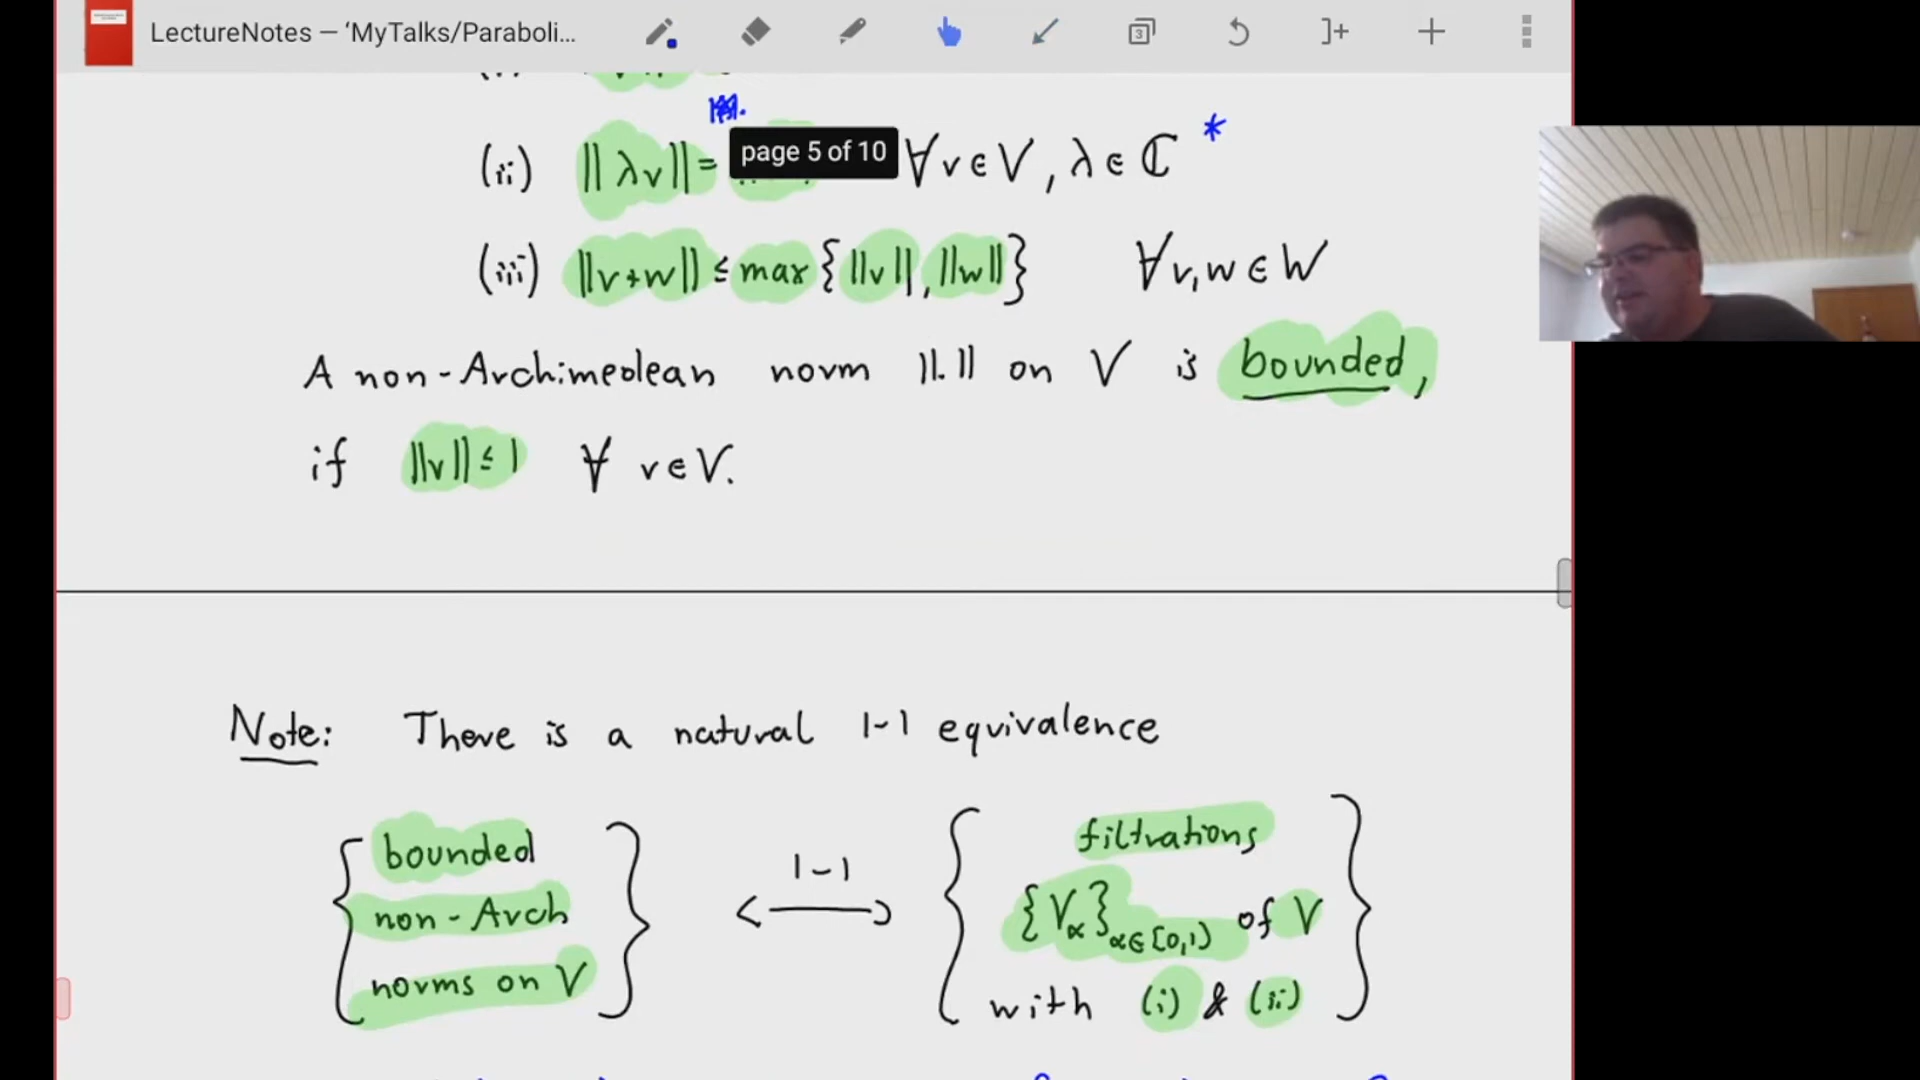 LectureNotes – ‘MyTalks/Paraboli...
3
page 5 of 10
(ii) ||λv|| = ∀ v ∈ V, λ ∈ ℂ *
(iii) ||v+w|| ≤ max {||v||, ||w||} ∀ v, w ∈ W
A non-Archimedean norm ||.|| on V is bounded,
if ||v|| ≤ 1 ∀ v ∈ V.
Note: There is a natural 1-1 equivalence
{ bounded non-Arch norms on V }
1-1
<—>
{ filtrations {Vα}α∈[0,1) of V with (i) & (ii) }